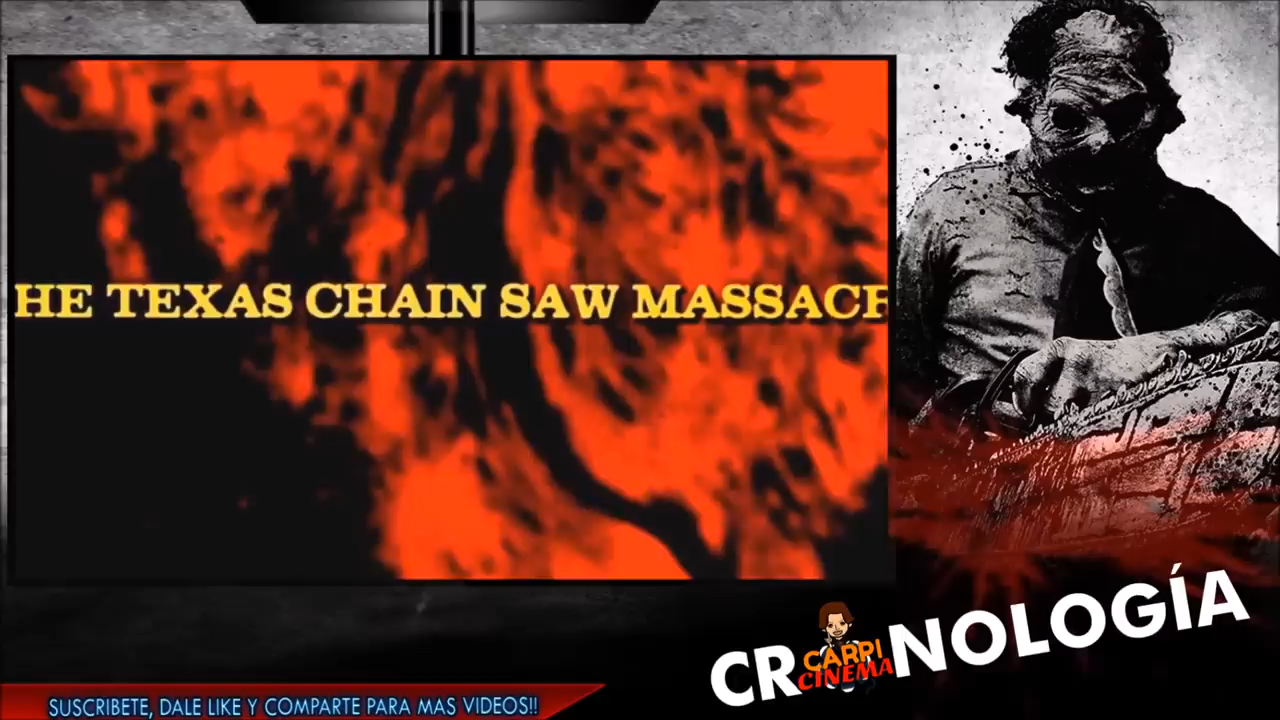 HE TEXAS CHAIN SAW MASSACR
CR NOLOGÍA
CARPI
CINEMA
SUSCRIBETE, DALE LIKE Y COMPARTE PARA MAS VIDEOS!!